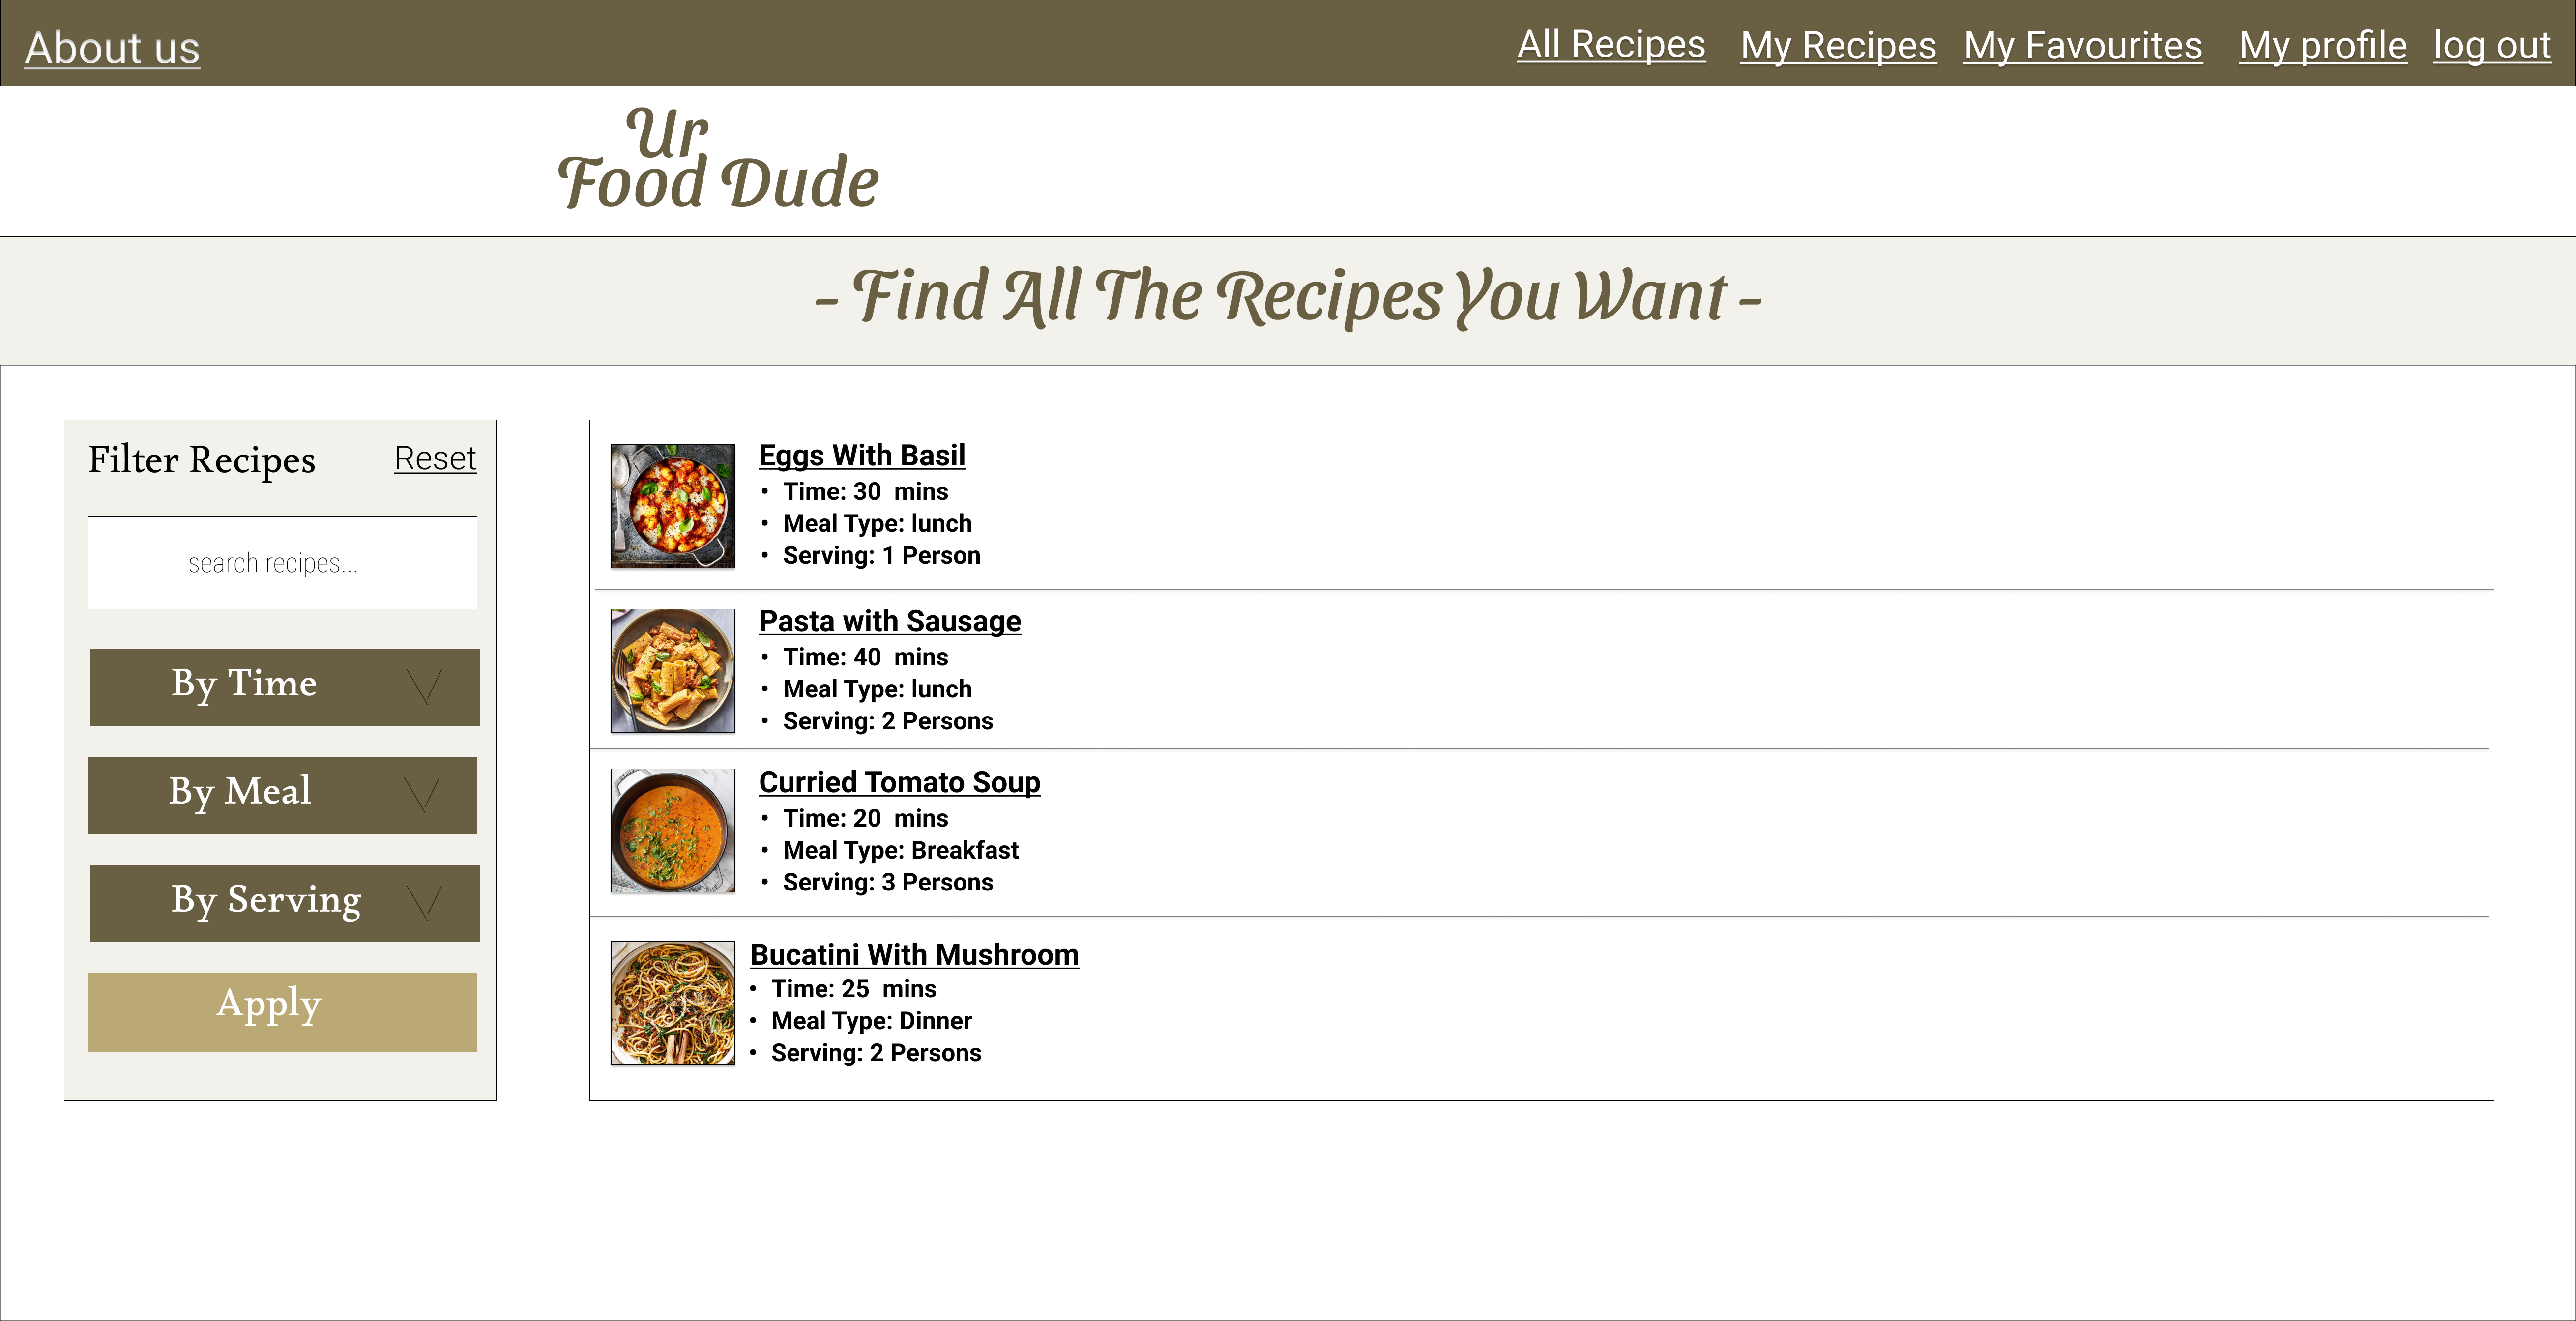 About us
All Recipes
My Recipes
My Favourites
My profile
log out
Ur
Food Dude
- Find All The Recipes You Want -
Filter Recipes
Reset
search recipes...
By Time
By Meal
By Serving
Apply
Eggs With Basil
• Time: 30  mins
• Meal Type: lunch
• Serving: 1 Person
Pasta with Sausage
• Time: 40  mins
• Meal Type: lunch
• Serving: 2 Persons
Curried Tomato Soup
• Time: 20  mins
• Meal Type: Breakfast
• Serving: 3 Persons
Bucatini With Mushroom
• Time: 25  mins
• Meal Type: Dinner
• Serving: 2 Persons